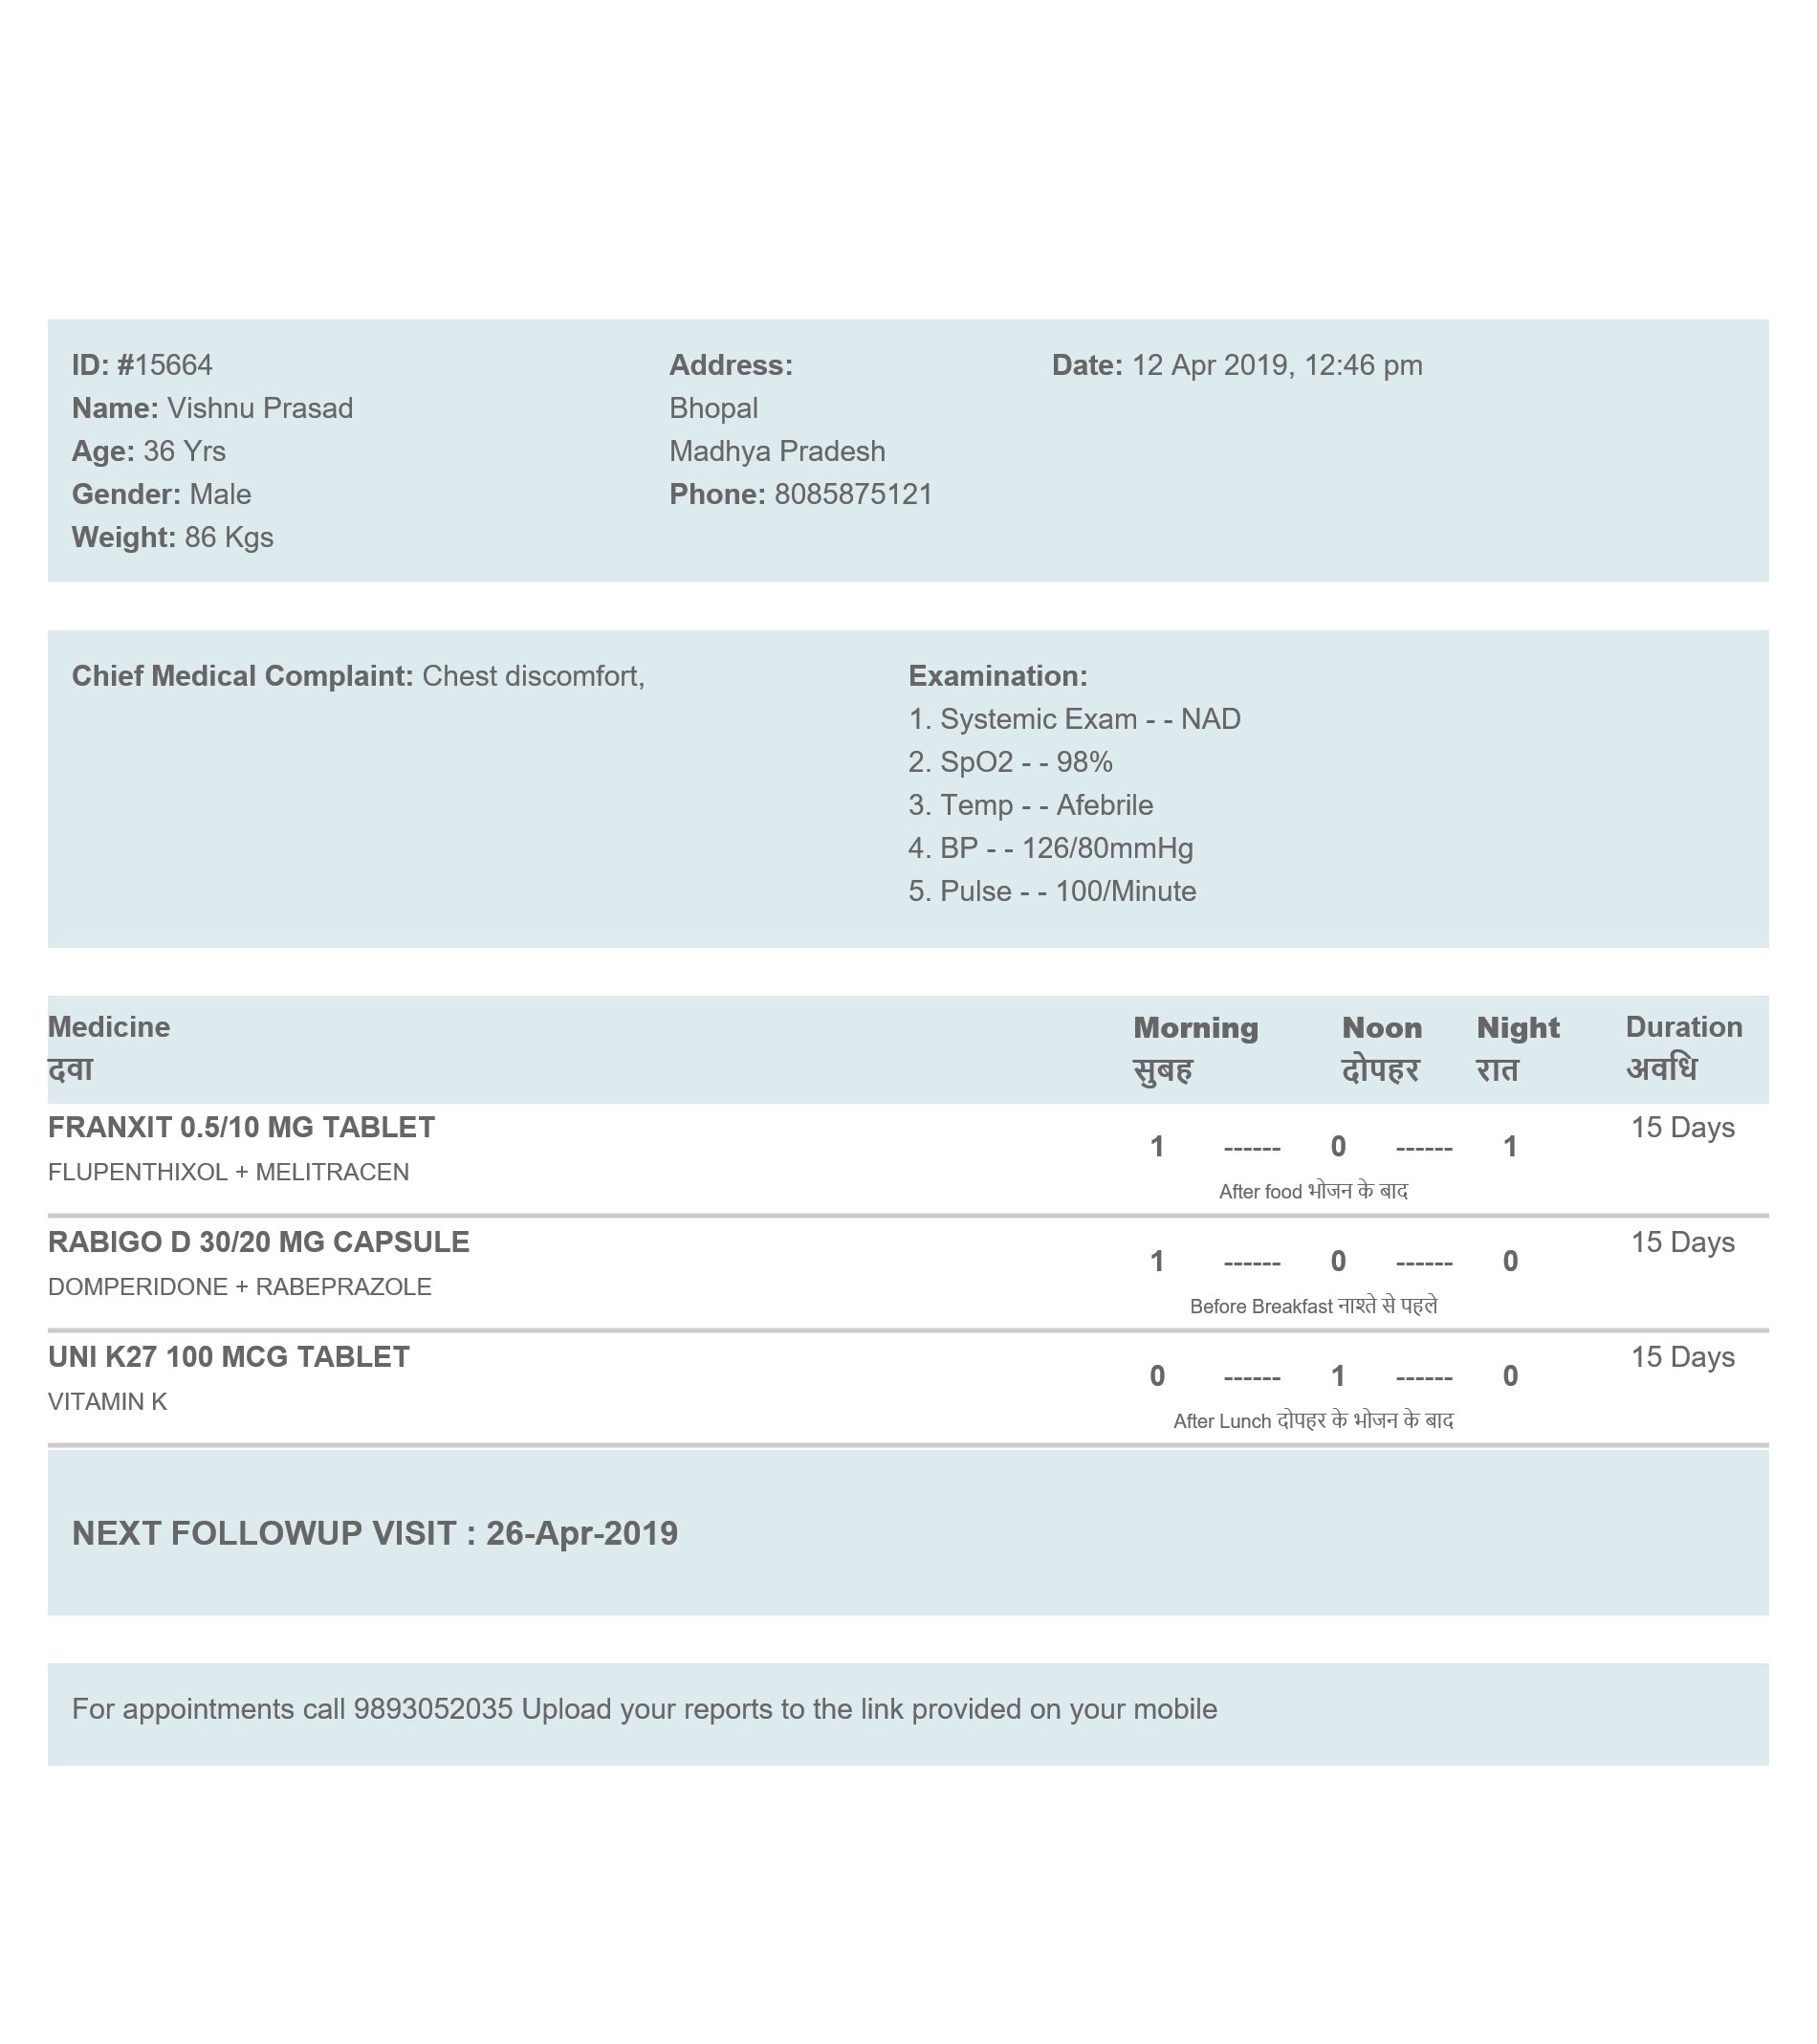 ID: #15664
Name: Vishnu Prasad
Age: 36 Yrs
Gender: Male
Weight: 86 Kgs
Address:
Bhopal
Madhya Pradesh
Phone: 8085875121
Date: 12 Apr 2019, 12:46 pm
Chief Medical Complaint: Chest discomfort,
Examination:
1. Systemic Exam - - NAD
2. SpO2 - - 98%
3. Temp - - Afebrile
4. BP - - 126/80mmHg
5. Pulse - - 100/Minute
Medicine Morning Noon Night Duration
दवा सुबह दोपहर रात अवधि
FRANXIT 0.5/10 MG TABLET 15 Days
1 ------ 0 ------ 1
FLUPENTHIXOL + MELITRACEN
After food भोजन के बाद
RABIGO D 30/20 MG CAPSULE 15 Days
1 ------ 0 ------ 0
DOMPERIDONE + RABEPRAZOLE
Before Breakfast नाश्ते से पहले
UNI K27 100 MCG TABLET 15 Days
0 ------ 1 ------ 0
VITAMIN K
After Lunch दोपहर के भोजन के बाद
NEXT FOLLOWUP VISIT : 26-Apr-2019
For appointments call 9893052035 Upload your reports to the link provided on your mobile